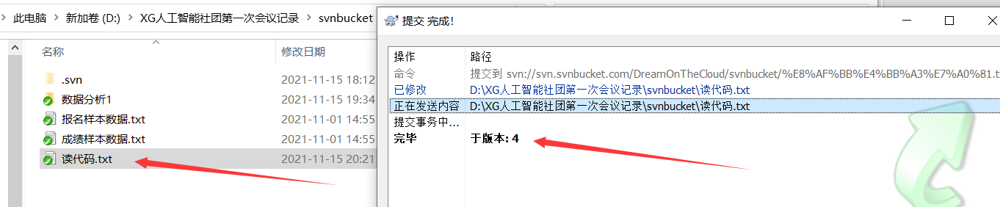 此电脑 > 新加卷 (D:) > XG人工智能社团第一次会议记录 > svnbucket
名称 修改日期
.svn 2021-11-15 18:12
数据分析1 2021-11-15 19:34
报名样本数据.txt 2021-11-01 14:55
成绩样本数据.txt 2021-11-01 14:55
读代码.txt 2021-11-15 20:21
提交 完成!
操作 路径
命令 提交到 svn://svn.svnbucket.com/DreamOnTheCloud/svnbucket/%E8%AF%BB%E4%BB%A3%E7%A0%81.t
已修改 D:\XG人工智能社团第一次会议记录\svnbucket\读代码.txt
正在发送内容 D:\XG人工智能社团第一次会议记录\svnbucket\读代码.txt
提交事务中...
完毕 于版本: 4